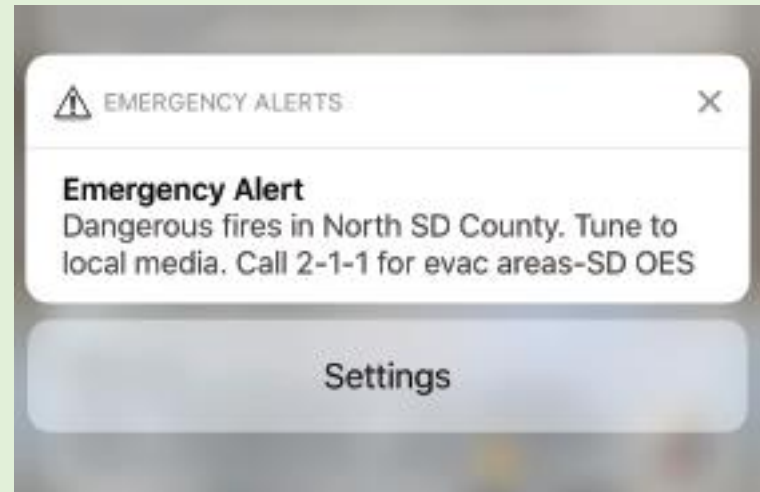 EMERGENCY ALERTS
Emergency Alert
Dangerous fires in North SD County. Tune to
local media. Call 2-1-1 for evac areas-SD OES
Settings